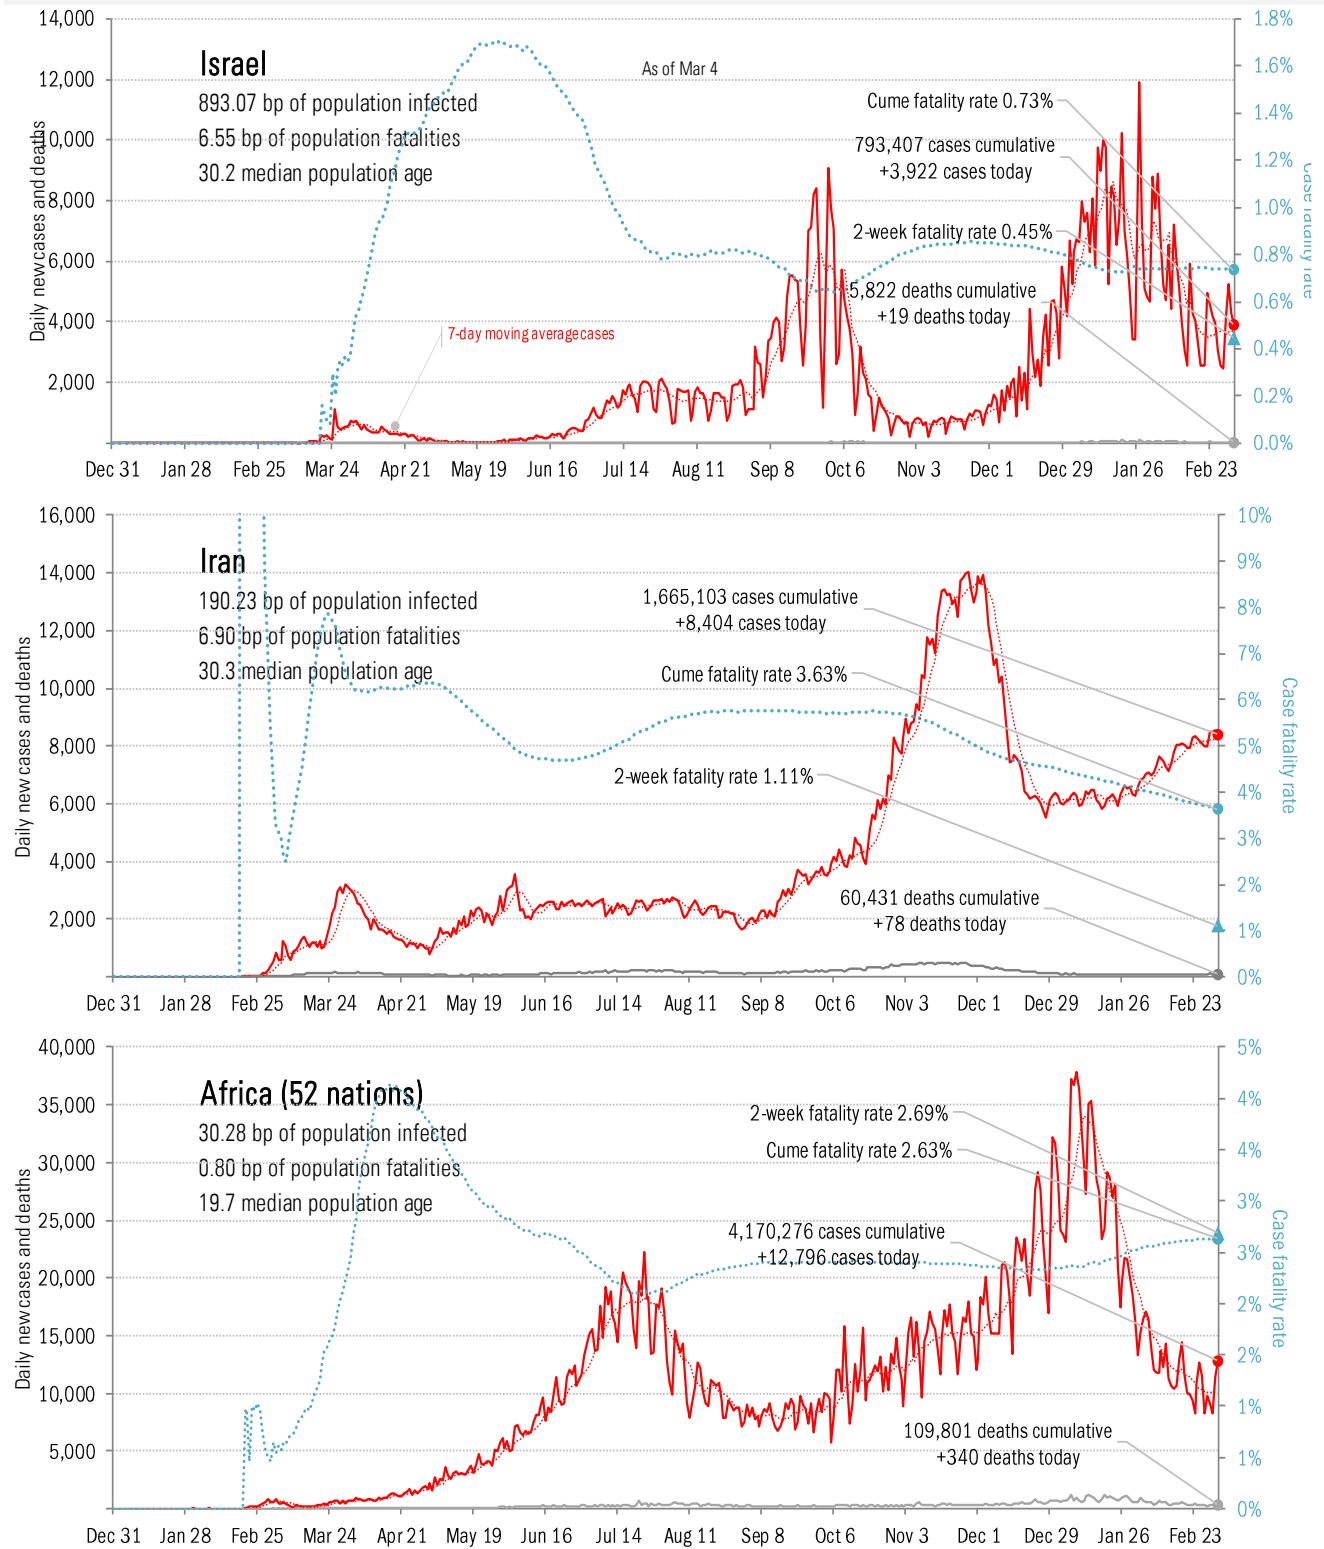 14,000
12,000
10,000
8,000
6,000
4,000
2,000
Daily new cases and deaths
Israel
893.07 bp of population infected
6.55 bp of population fatalities
30.2 median population age
As of Mar 4
Cume fatality rate 0.73%
793,407 cases cumulative
+3,922 cases today
2-week fatality rate 0.45%
5,822 deaths cumulative
+19 deaths today
7-day moving average cases
1.8%
1.6%
1.4%
1.2%
1.0%
0.8%
0.6%
0.4%
0.2%
0.0%
Case fatality rate
Dec 31 Jan 28 Feb 25 Mar 24 Apr 21 May 19 Jun 16 Jul 14 Aug 11 Sep 8 Oct 6 Nov 3 Dec 1 Dec 29 Jan 26 Feb 23
16,000
14,000
12,000
10,000
8,000
6,000
4,000
2,000
Daily new cases and deaths
Iran
190.23 bp of population infected
6.90 bp of population fatalities
30.3 median population age
1,665,103 cases cumulative
+8,404 cases today
Cume fatality rate 3.63%
2-week fatality rate 1.11%
60,431 deaths cumulative
+78 deaths today
10%
9%
8%
7%
6%
5%
4%
3%
2%
1%
0%
Case fatality rate
Dec 31 Jan 28 Feb 25 Mar 24 Apr 21 May 19 Jun 16 Jul 14 Aug 11 Sep 8 Oct 6 Nov 3 Dec 1 Dec 29 Jan 26 Feb 23
40,000
35,000
30,000
25,000
20,000
15,000
10,000
5,000
Daily new cases and deaths
Africa (52 nations)
30.28 bp of population infected
0.80 bp of population fatalities
19.7 median population age
2-week fatality rate 2.69%
Cume fatality rate 2.63%
4,170,276 cases cumulative
+12,796 cases today
109,801 deaths cumulative
+340 deaths today
5%
4%
4%
3%
3%
2%
2%
1%
1%
0%
Case fatality rate
Dec 31 Jan 28 Feb 25 Mar 24 Apr 21 May 19 Jun 16 Jul 14 Aug 11 Sep 8 Oct 6 Nov 3 Dec 1 Dec 29 Jan 26 Feb 23